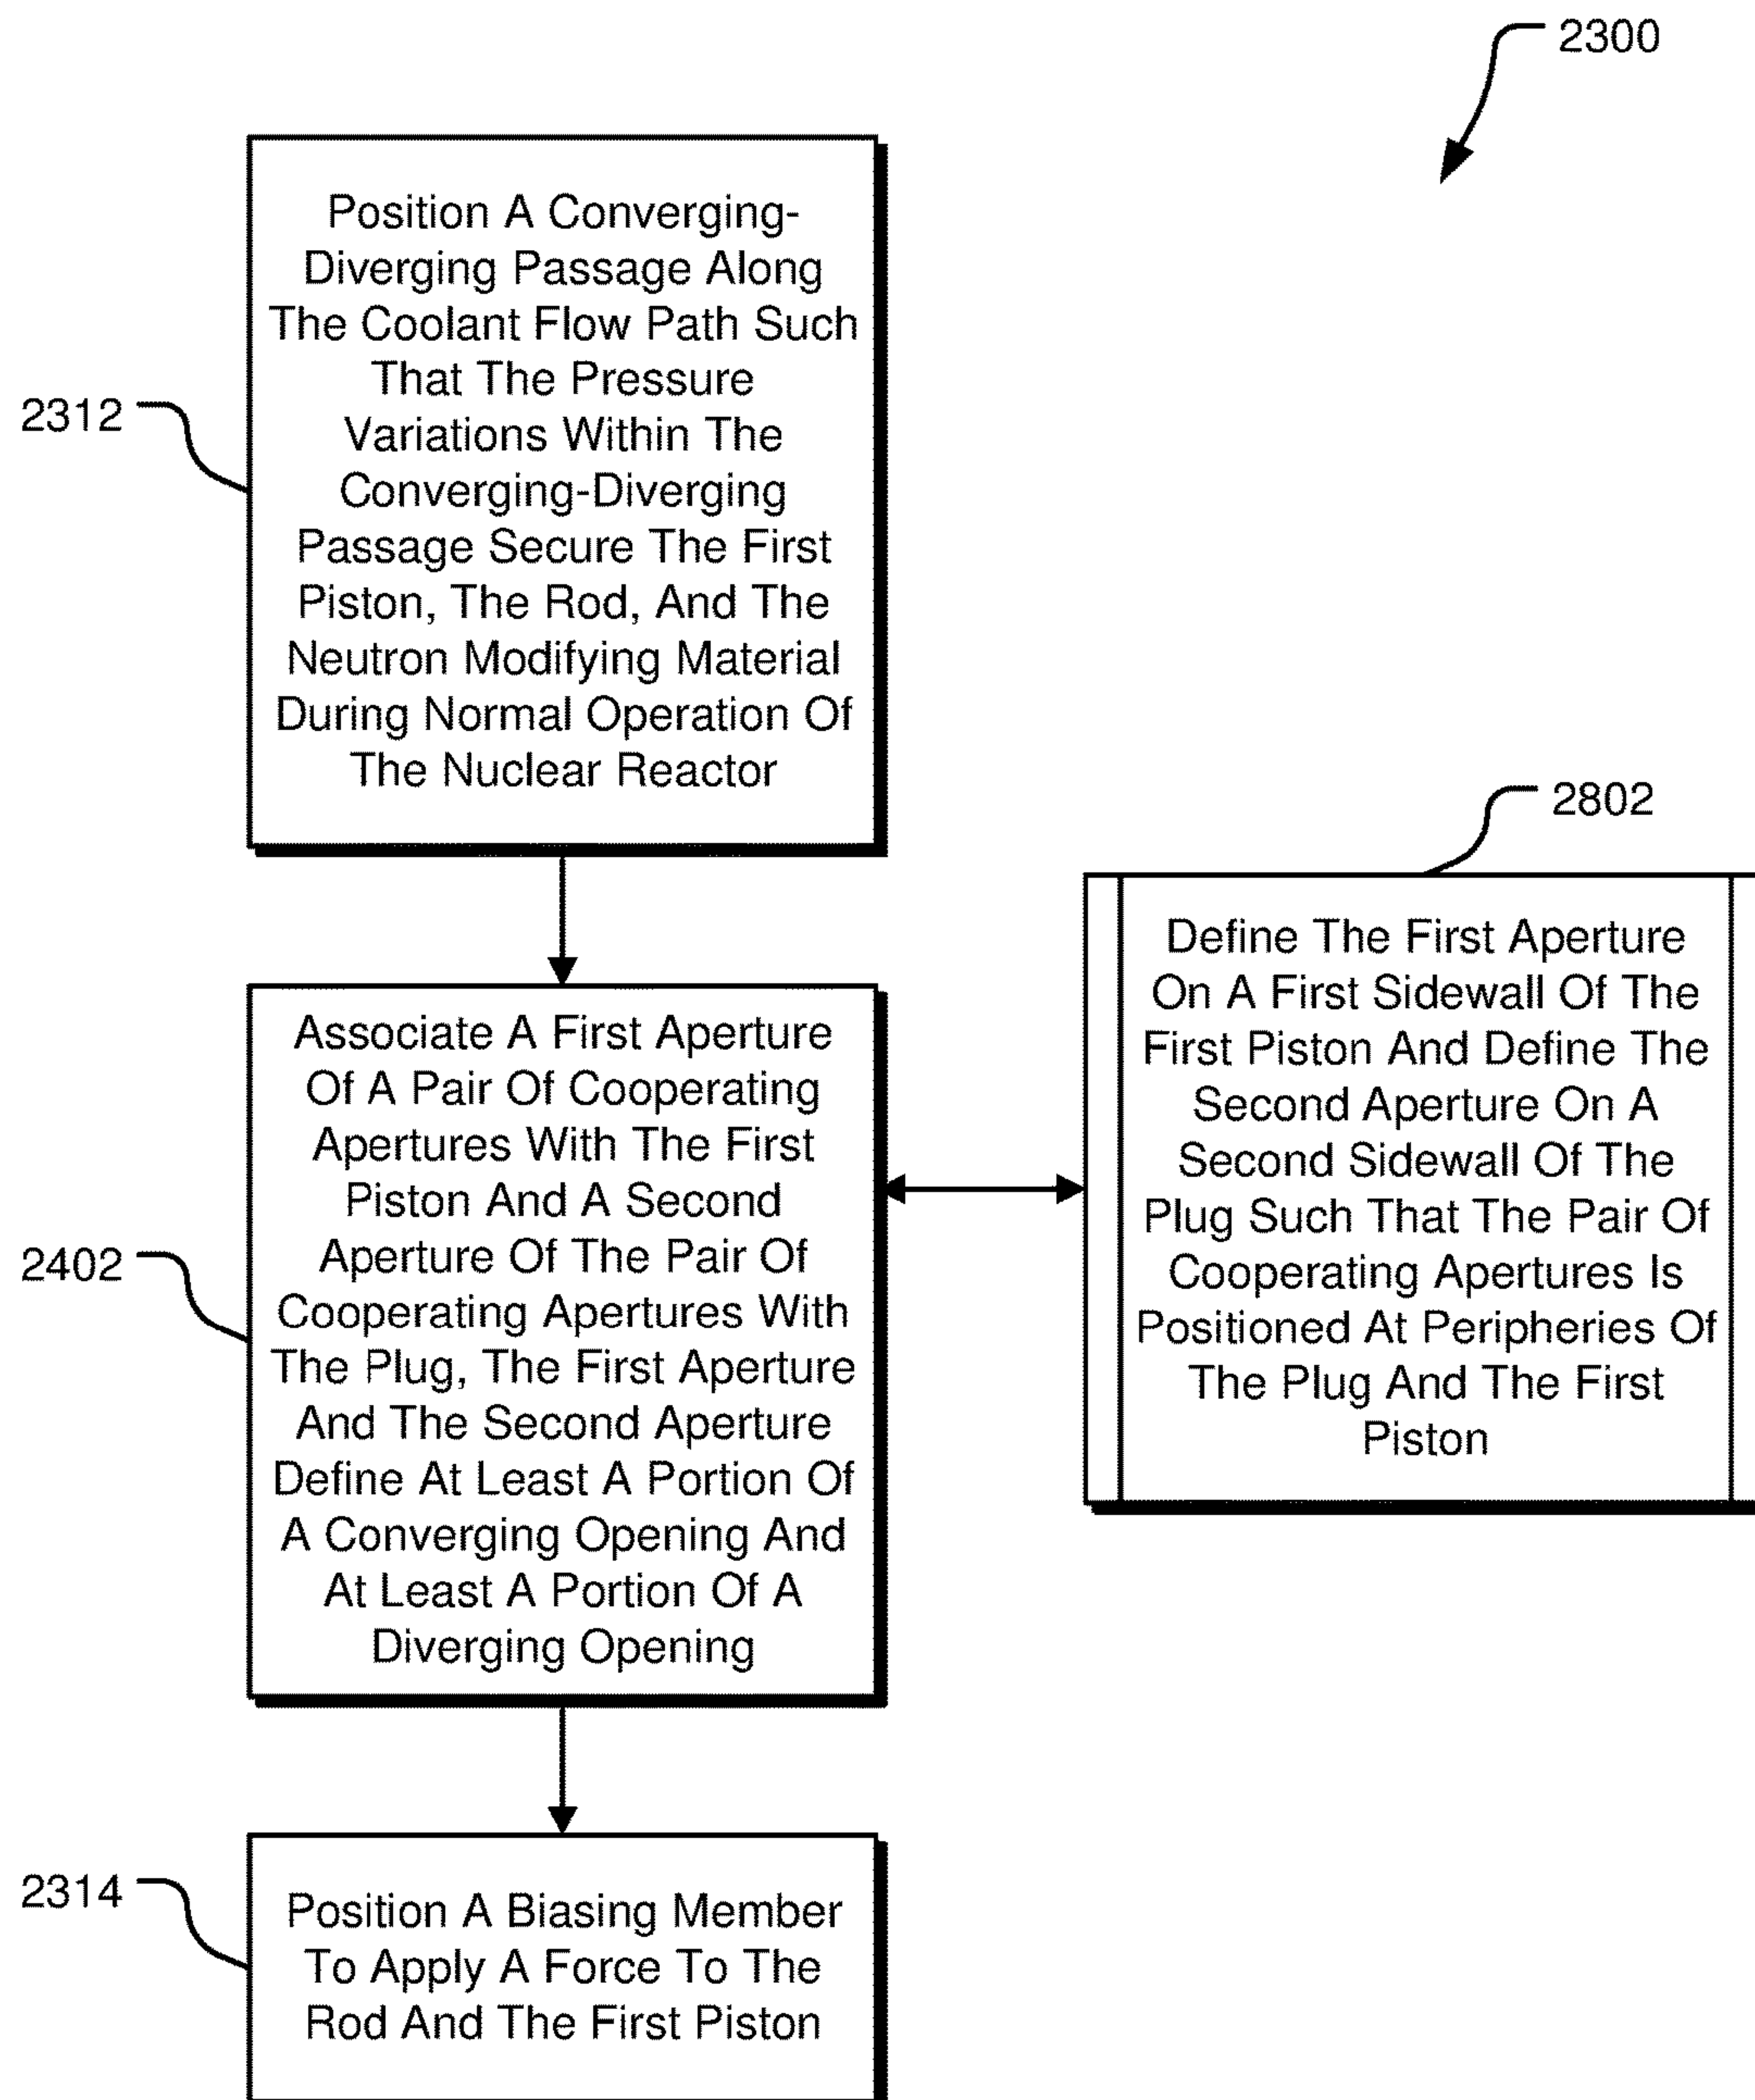 2300
Position A Converging-
Diverging Passage Along
The Coolant Flow Path Such
That The Pressure
Variations Within The
Converging-Diverging
Passage Secure The First
Piston, The Rod, And The
Neutron Modifying Material
During Normal Operation Of
The Nuclear Reactor
2312
2802
Define The First Aperture
On A First Sidewall Of The
First Piston And Define The
Second Aperture On A
Second Sidewall Of The
Plug Such That The Pair Of
Cooperating Apertures Is
Positioned At Peripheries Of
The Plug And The First
Piston
Associate A First Aperture
Of A Pair Of Cooperating
Apertures With The First
Piston And A Second
Aperture Of The Pair Of
Cooperating Apertures With
The Plug, The First Aperture
And The Second Aperture
Define At Least A Portion Of
A Converging Opening And
At Least A Portion Of A
Diverging Opening
2402
2314
Position A Biasing Member
To Apply A Force To The
Rod And The First Piston